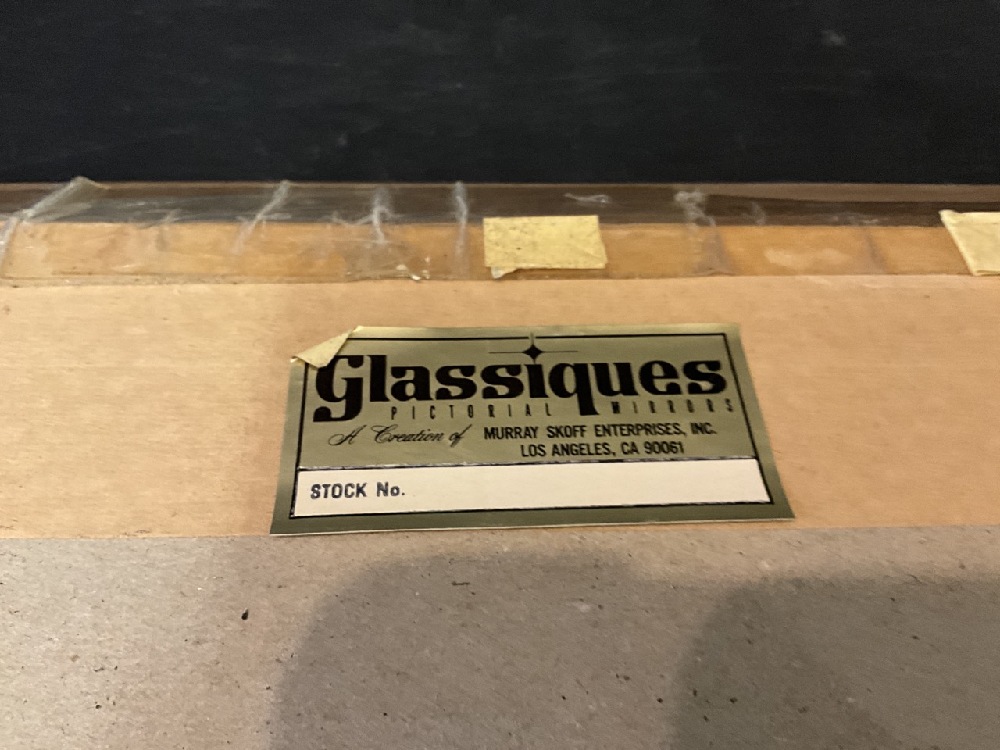 Glassiques
PICTORIAL MIRRORS
A Creation of MURRAY SKOFF ENTERPRISES, INC.
LOS ANGELES, CA 90061
STOCK No.